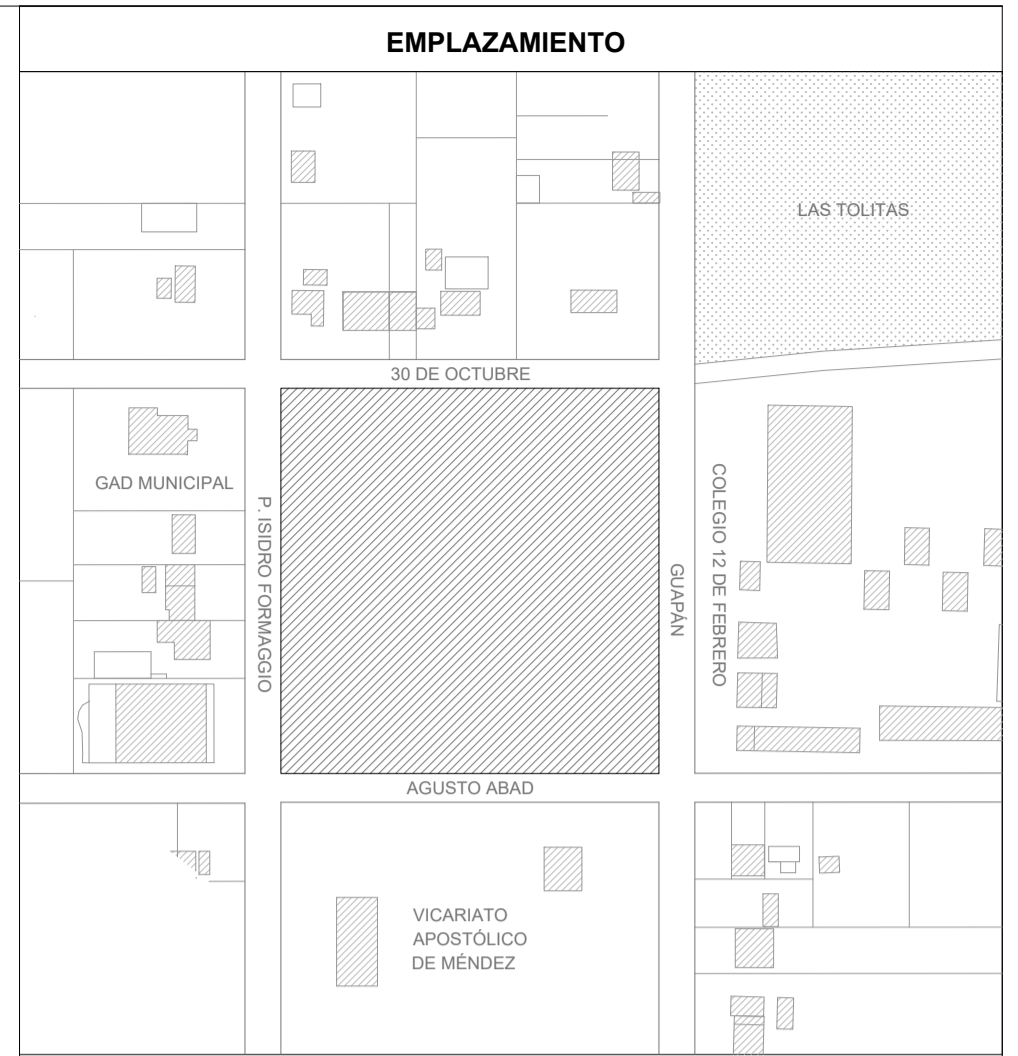 EMPLAZAMIENTO
LAS TOLITAS
30 DE OCTUBRE
GAD MUNICIPAL
P. ISIDRO FORMAGGIO
GUAPÁN
COLEGIO 12 DE FEBRERO
AGUSTO ABAD
VICARIATO
APOSTÓLICO
DE MÉNDEZ